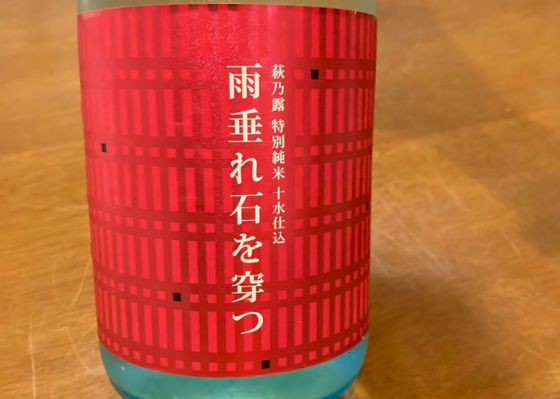 萩乃露 特別純米 十水仕込
雨垂れ石を穿つ